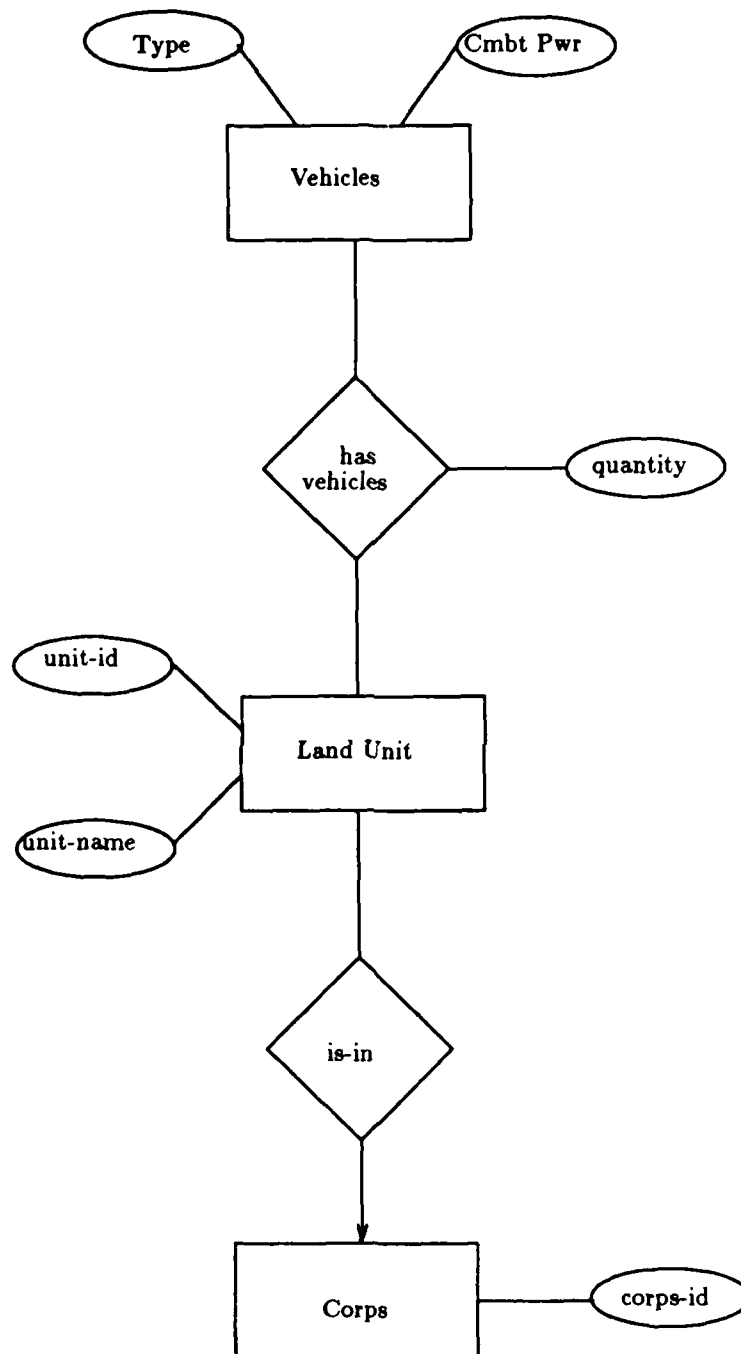 Type
Cmbt Pwr
Vehicles
has
vehicles
quantity
unit-id
Land Unit
unit-name
is-in
Corps
corps-id